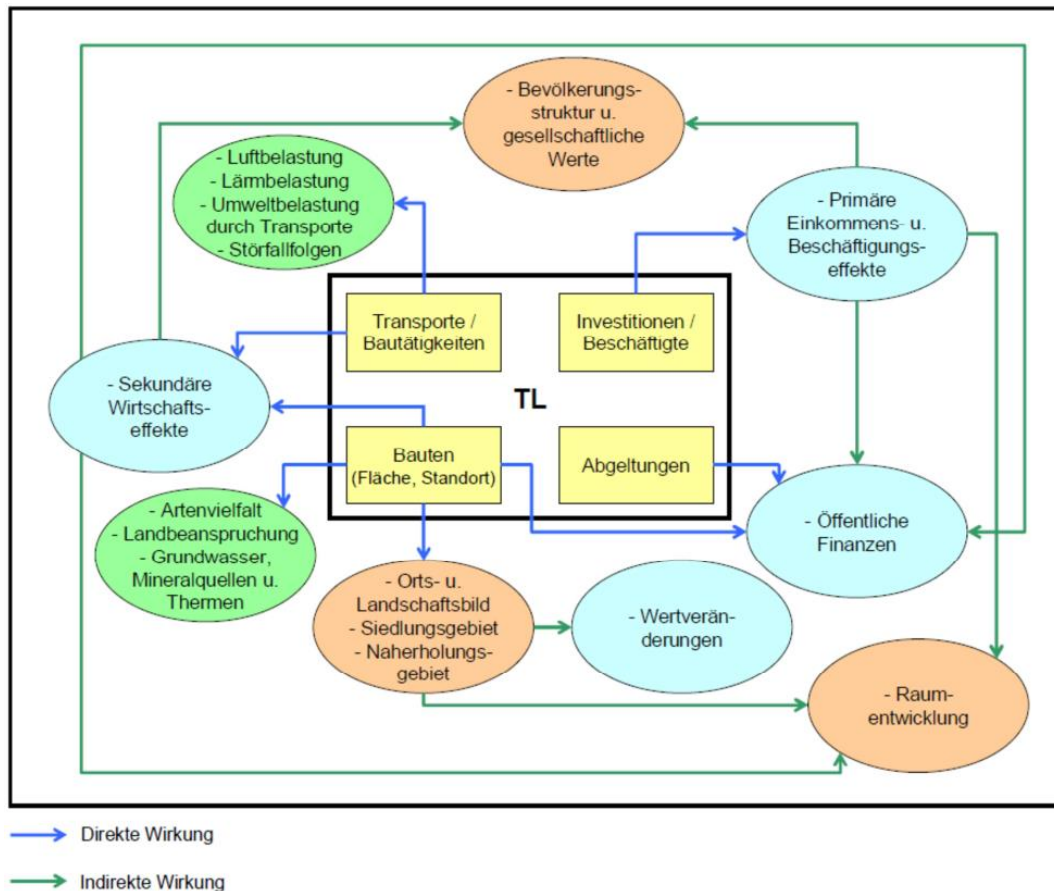 - Bevölkerungs-
struktur u.
gesellschaftliche
Werte
- Luftbelastung
- Lärmbelastung
- Umweltbelastung
durch Transporte
- Störfallfolgen
- Primäre
Einkommens- u.
Beschäftigungs-
effekte
Transporte /
Bautätigkeiten
Investitionen /
Beschäftigte
- Sekundäre
Wirtschafts-
effekte
TL
Bauten
(Fläche, Standort)
Abgeltungen
- Artenvielfalt
- Landbeanspruchung
- Grundwasser,
Mineralquellen u.
Thermen
- Öffentliche
Finanzen
- Orts- u.
Landschaftsbild
- Siedlungsgebiet
- Naherholungs-
gebiet
- Wertverän-
derungen
- Raum-
entwicklung
Direkte Wirkung
Indirekte Wirkung